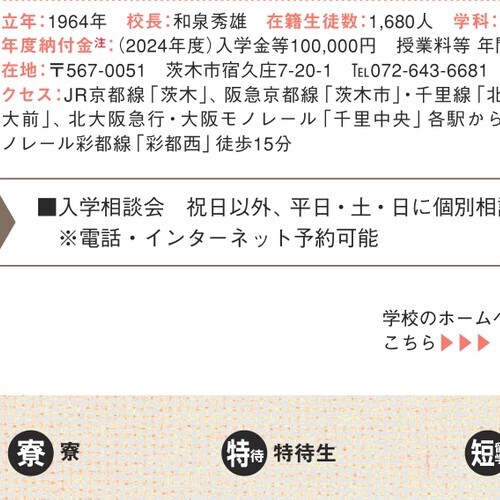 立年：1964年　校長：和泉秀雄　在籍生徒数：1,680人　学科：
年度納付金注：（2024年度）入学金等100,000円　授業料等 年間
在地：〒567-0051　茨木市宿久庄7-20-1　℡072-643-6681
クセス：JR京都線「茨木」、阪急京都線「茨木市」・千里線「北
大前」、北大阪急行・大阪モノレール「千里中央」各駅から
ノレール彩都線「彩都西」徒歩15分
■入学相談会　祝日以外、平日・土・日に個別相談
※電話・インターネット予約可能
学校のホームペ
こちら▶▶▶
寮 寮
特待 特待生
短